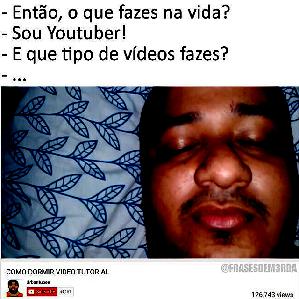 - Então, o que fazes na vida?
- Sou Youtuber!
- E que tipo de vídeos fazes?
- ...
@FRASESDEM3RDA
COMO DORMIR VIDEO TUTORIAL
126,743 views